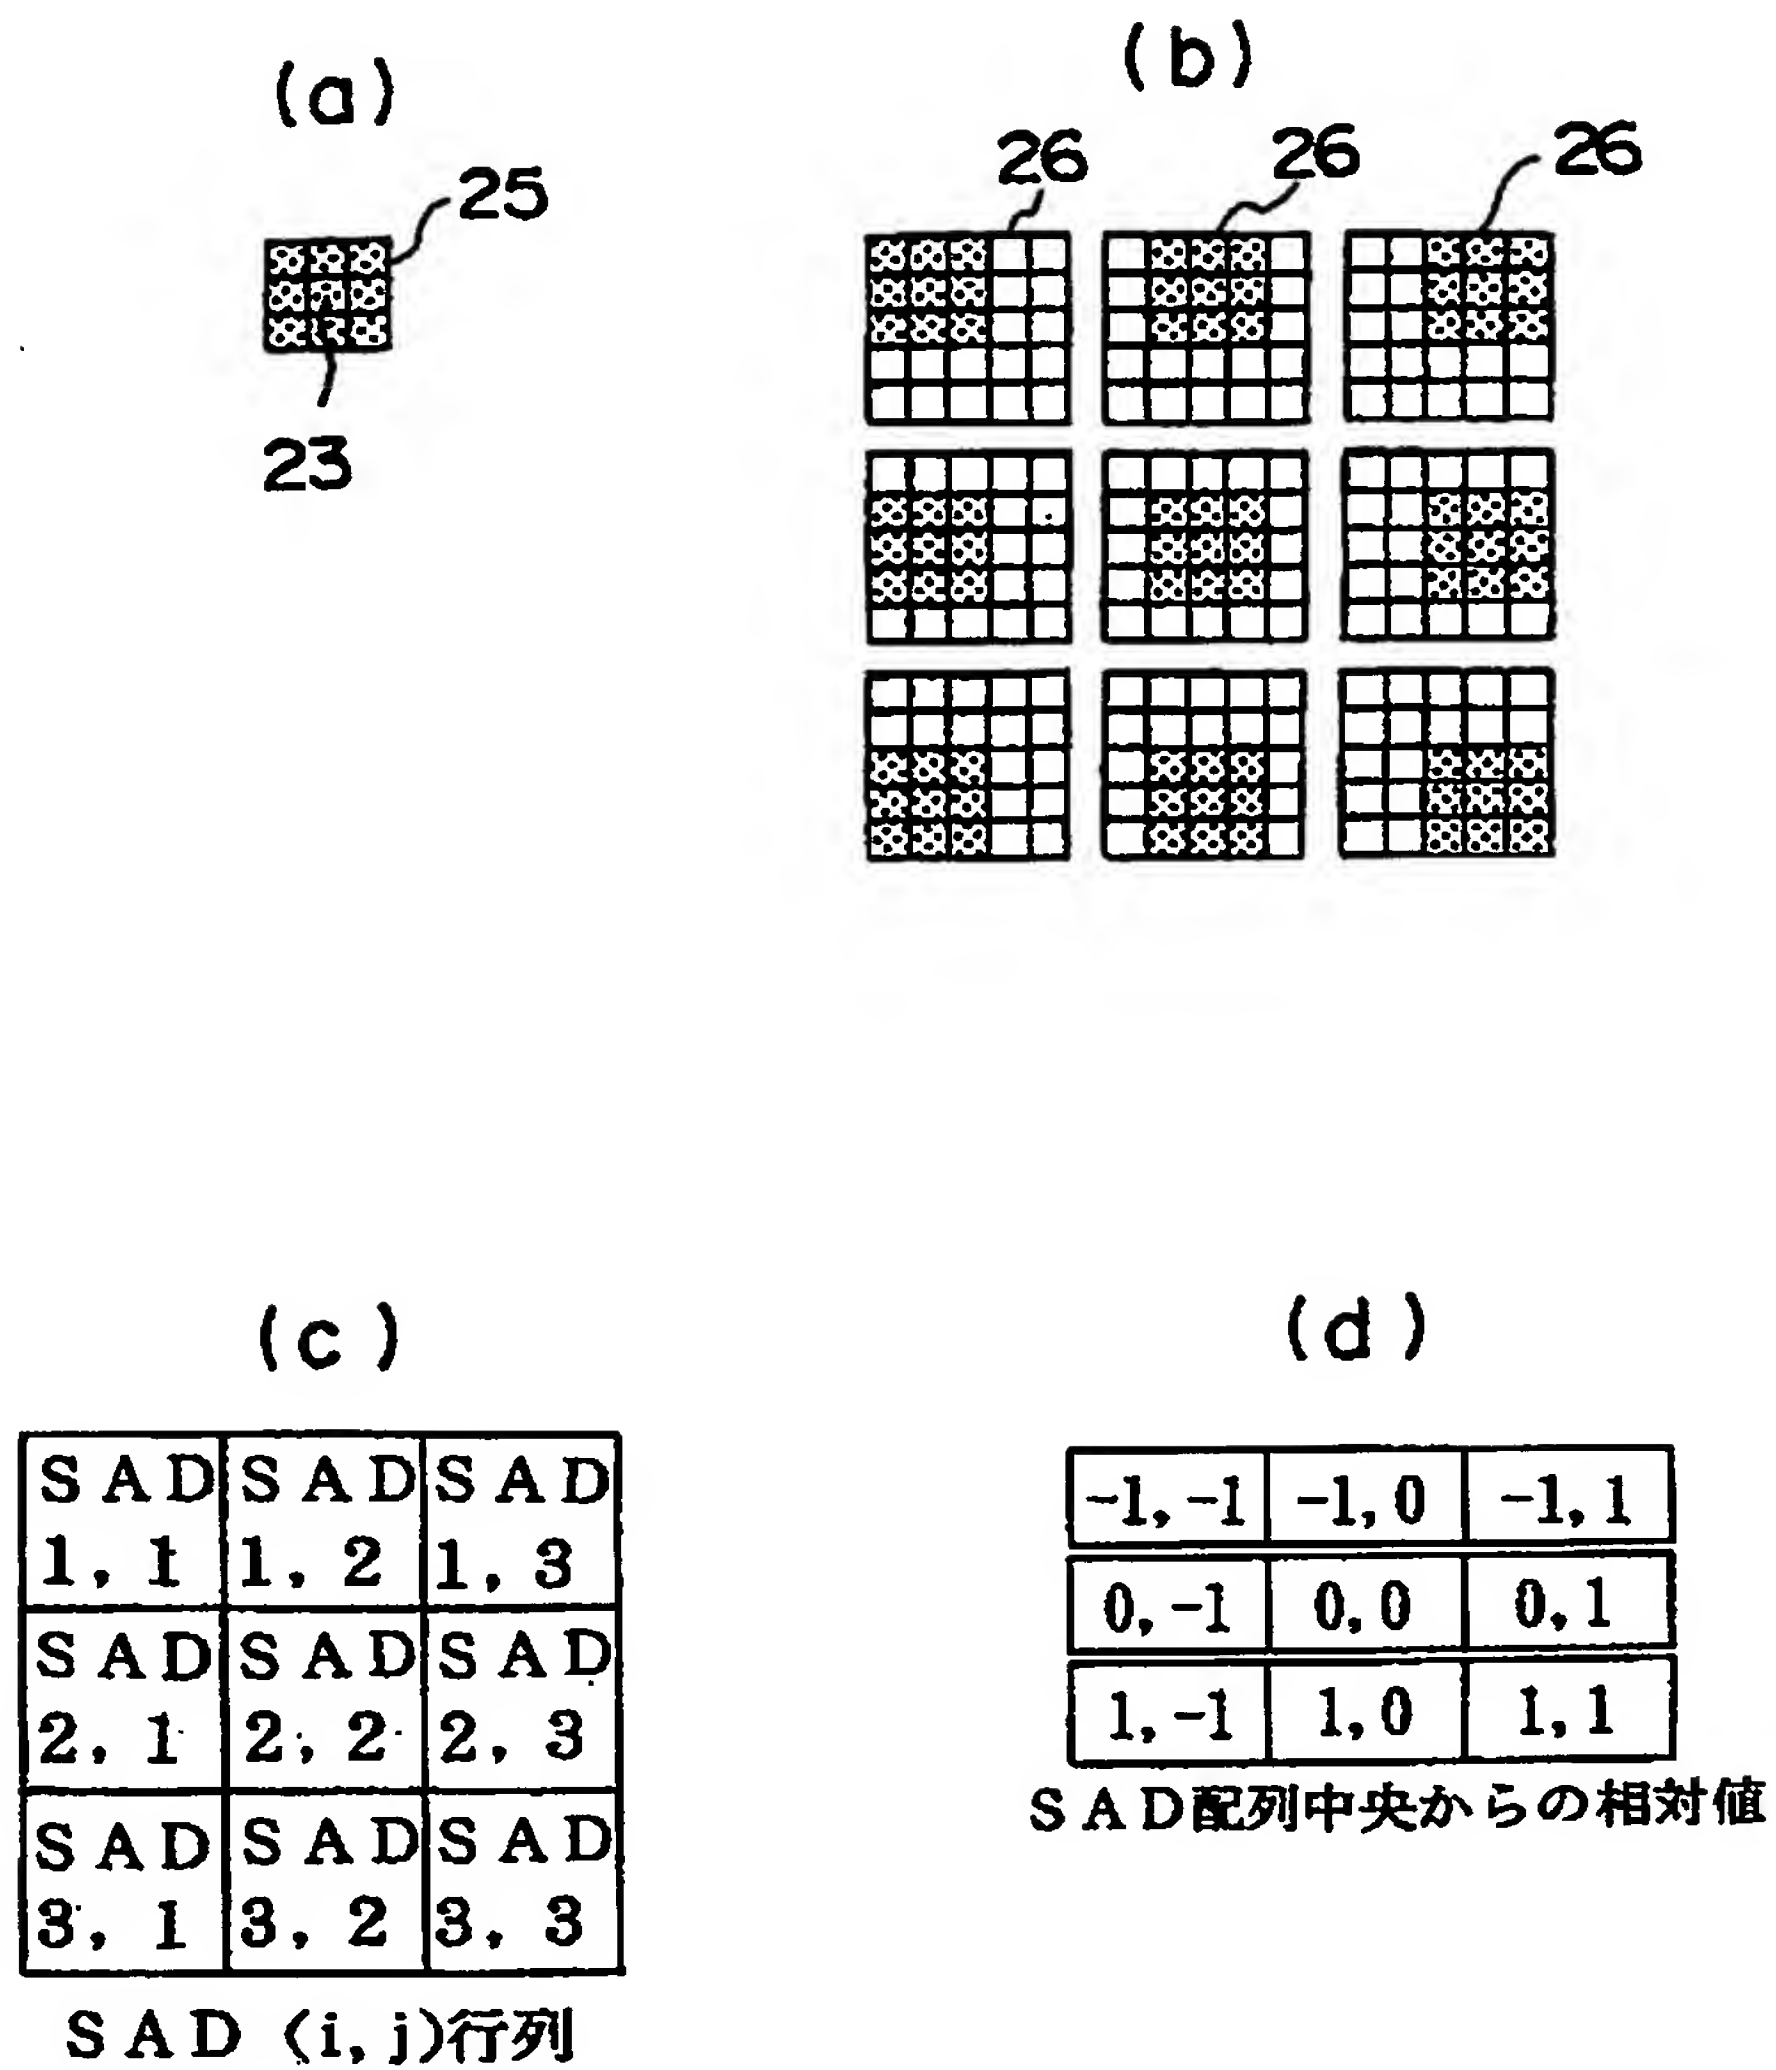 (a)
(b)
25
23
26 26 26
(c)
SAD SAD SAD
1, 1 1, 2 1, 3
SAD SAD SAD
2, 1 2, 2 2, 3
SAD SAD SAD
3, 1 3, 2 3, 3
SAD (i, j)行列
(d)
-1, -1 -1, 0 -1, 1
0, -1 0, 0 0, 1
1, -1 1, 0 1, 1
SAD配列中央からの相対値